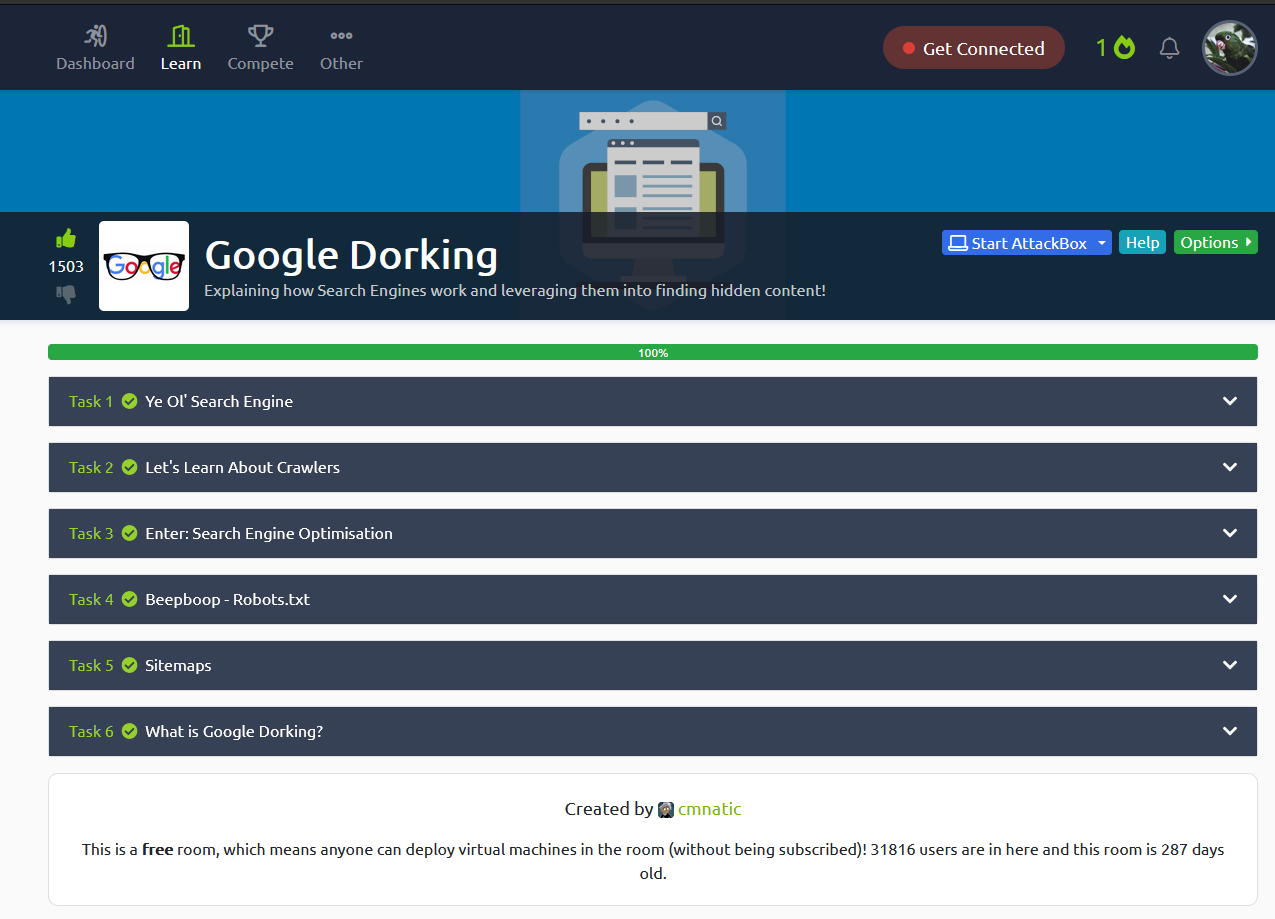 Dashboard
Learn
Compete
Other
Get Connected
1
1503
Google
Google Dorking
Explaining how Search Engines work and leveraging them into finding hidden content!
Start AttackBox
Help
Options
100%
Task 1 Ye Ol' Search Engine
Task 2 Let's Learn About Crawlers
Task 3 Enter: Search Engine Optimisation
Task 4 Beepboop - Robots.txt
Task 5 Sitemaps
Task 6 What is Google Dorking?
Created by cmnatic
This is a free room, which means anyone can deploy virtual machines in the room (without being subscribed)! 31816 users are in here and this room is 287 days
old.